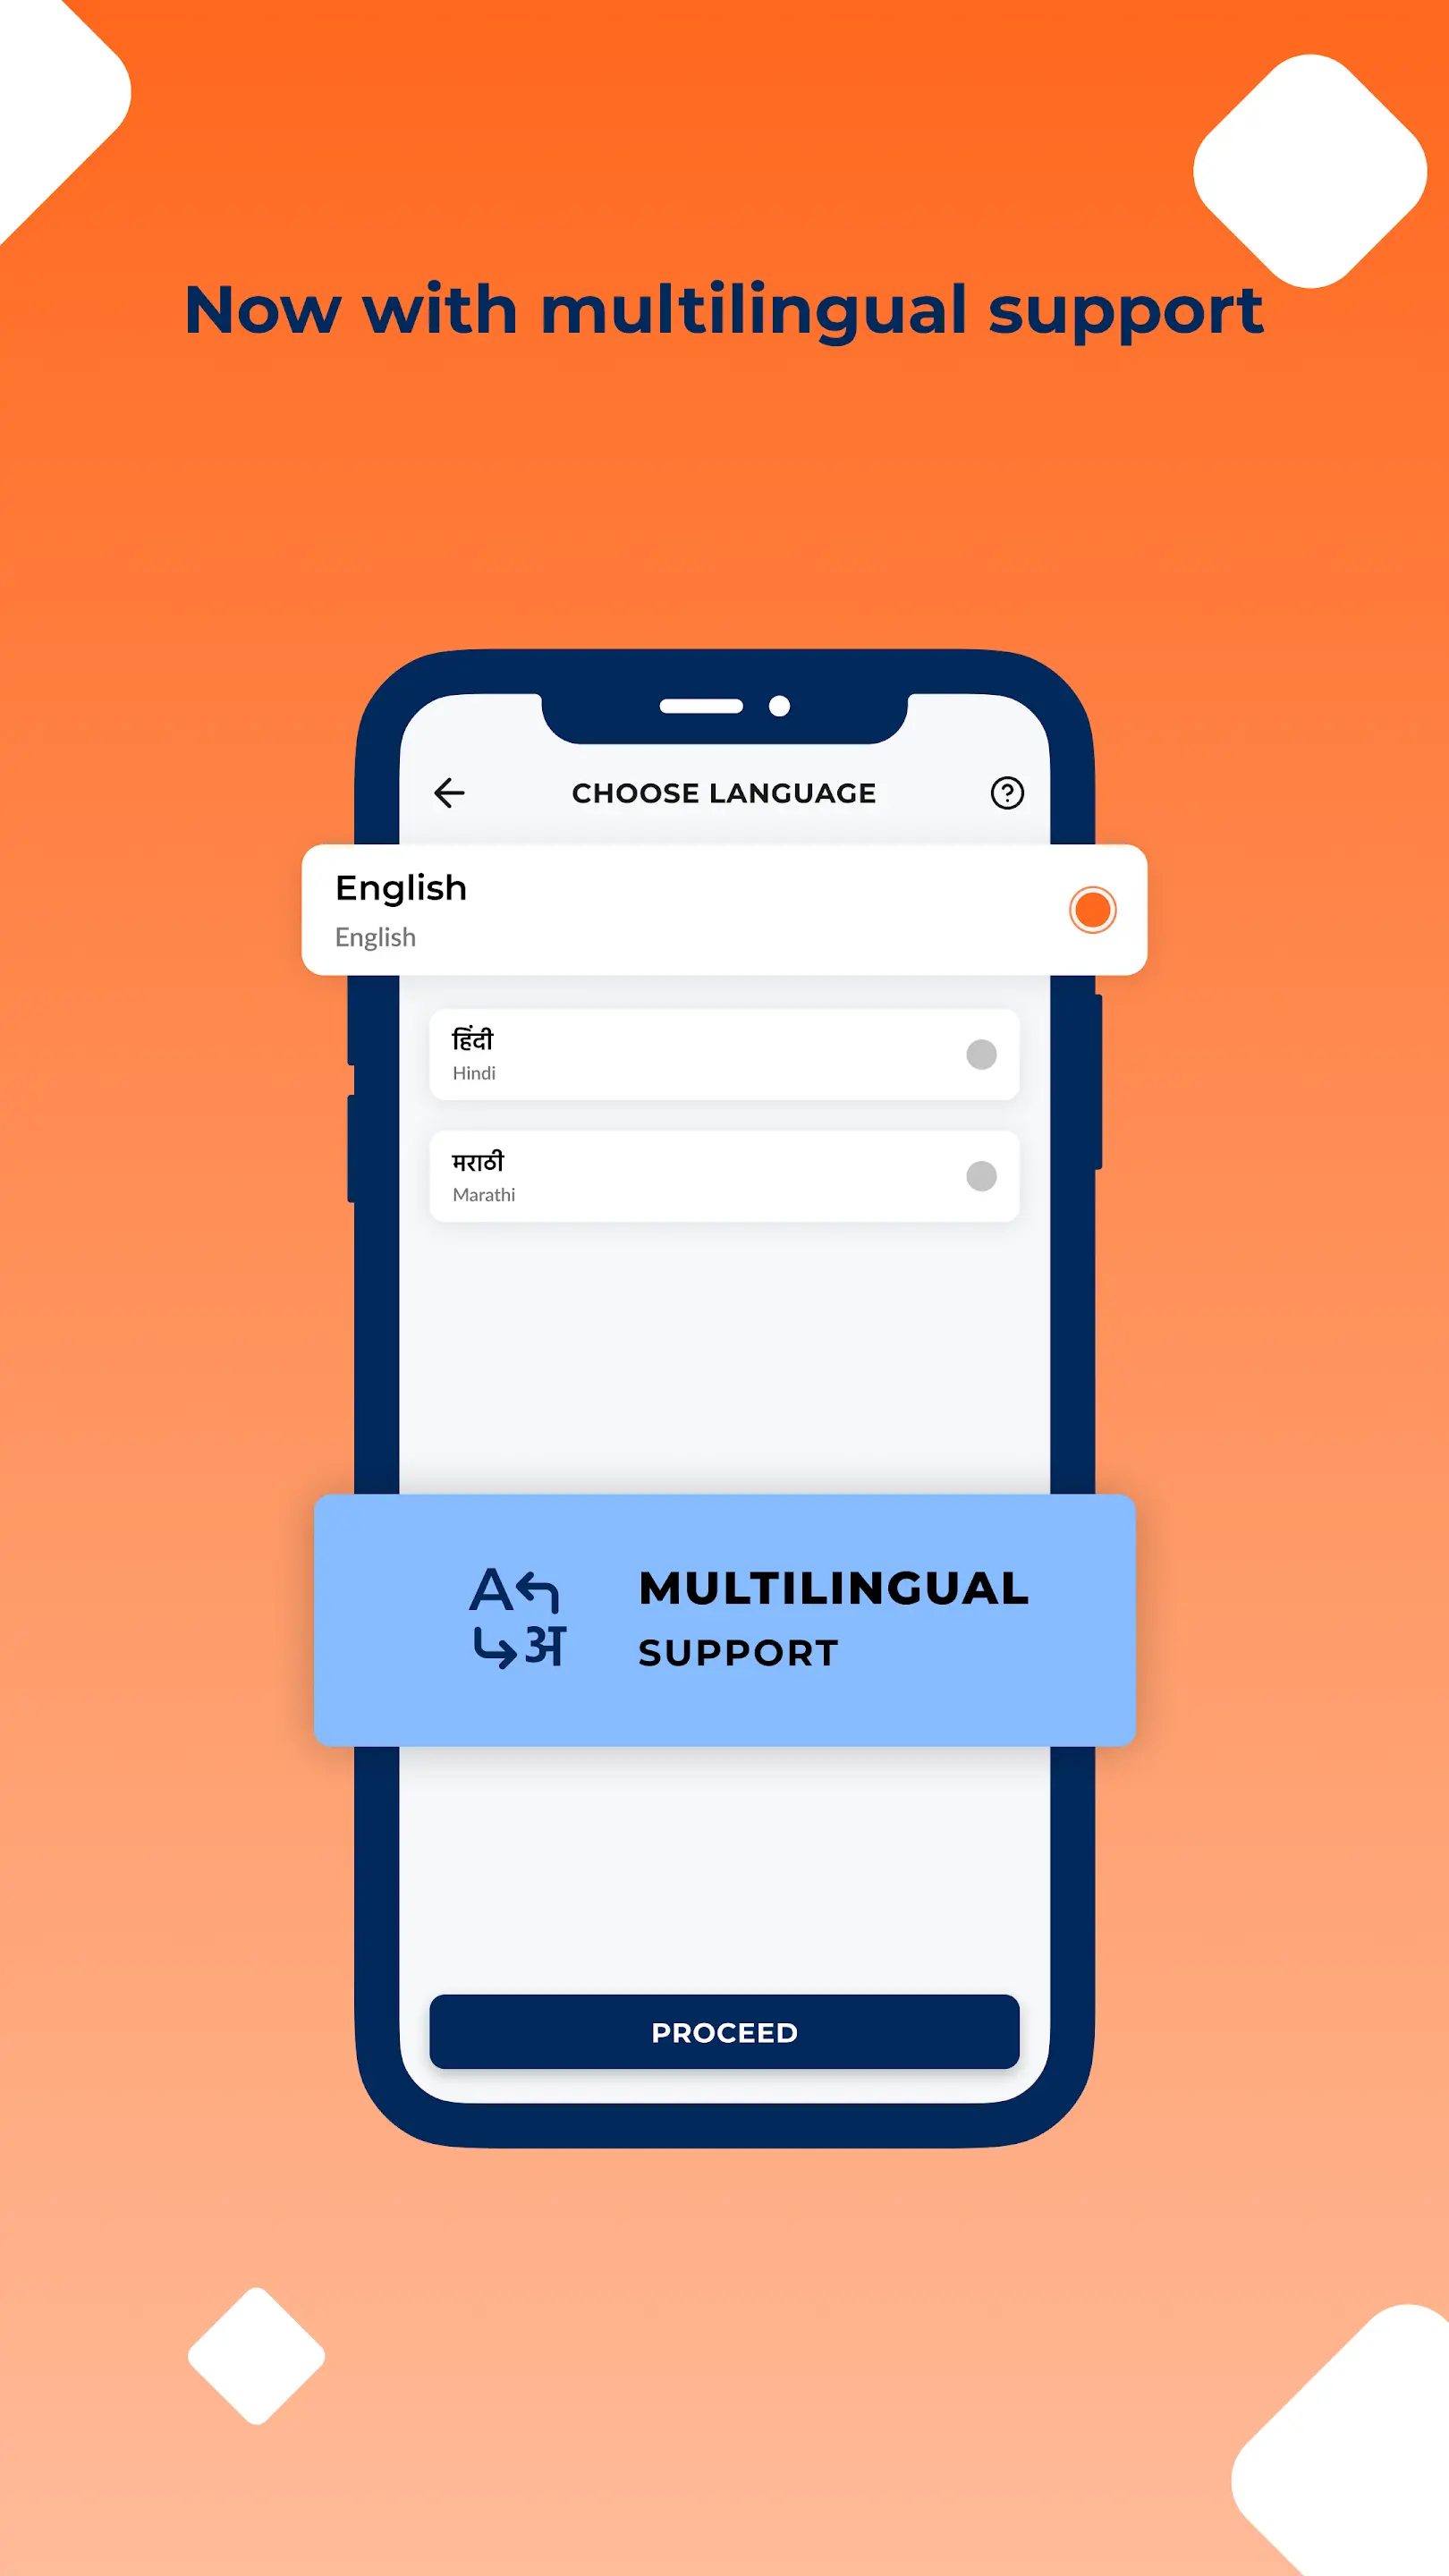 Now with multilingual support
CHOOSE LANGUAGE
English
English
हिंदी
Hindi
मराठी
Marathi
A
अ
MULTILINGUAL
SUPPORT
PROCEED